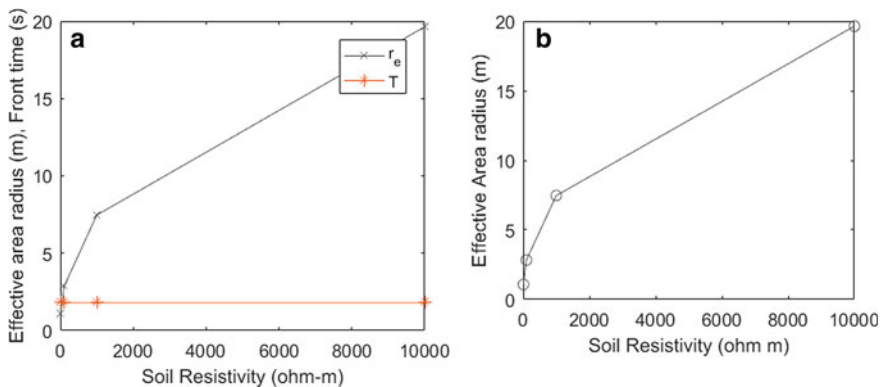 a
r_e
T
Effective area radius (m), Front time (s)
20
15
10
5
0
0 2000 4000 6000 8000 10000
Soil Resistivity (ohm-m)
b
Effective Area radius (m)
20
15
10
5
0
0 2000 4000 6000 8000 10000
Soil Resistivity (ohm m)